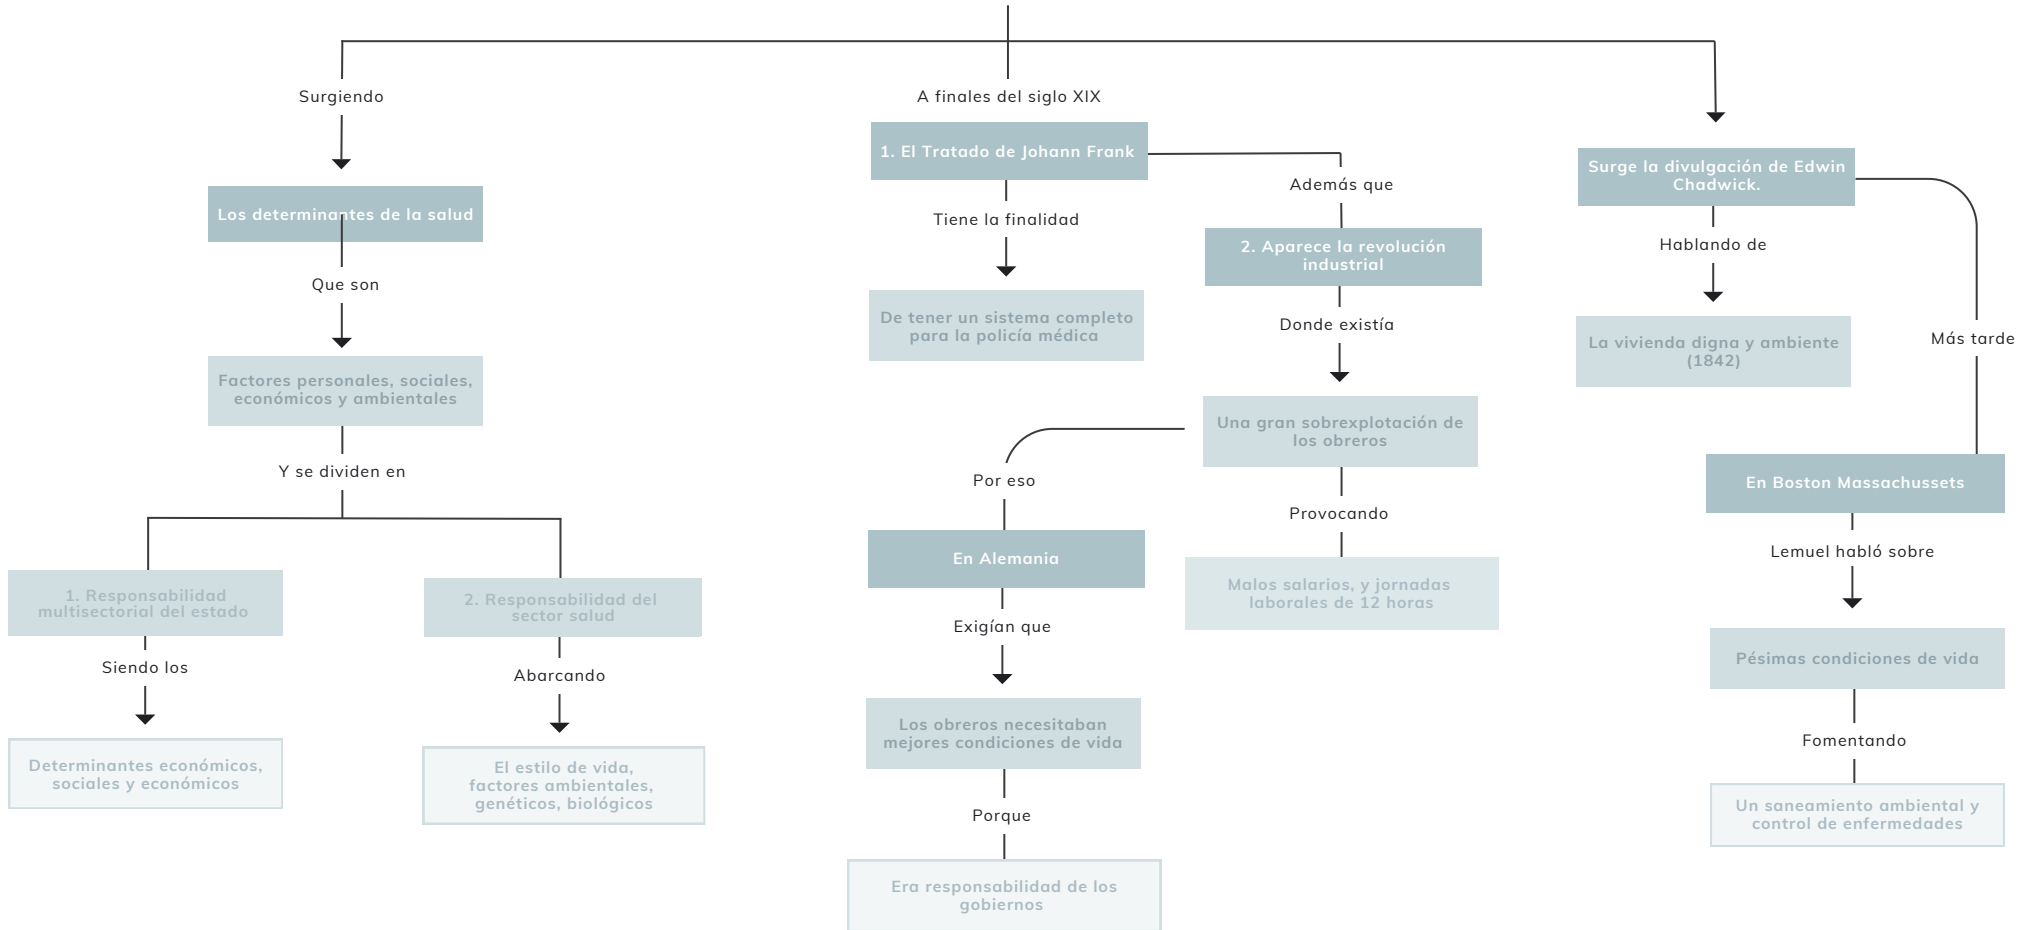 Surgiendo
Los determinantes de la salud
Que son
Factores personales, sociales,
económicos y ambientales
Y se dividen en
1. Responsabilidad
multisectorial del estado
Siendo los
Determinantes económicos,
sociales y económicos
2. Responsabilidad del
sector salud
Abarcando
El estilo de vida,
factores ambientales,
genéticos, biológicos
A finales del siglo XIX
1. El Tratado de Johann Frank
Tiene la finalidad
De tener un sistema completo
para la policía médica
Además que
2. Aparece la revolución
industrial
Donde existía
Una gran sobrexplotación de
los obreros
Provocando
Malos salarios, y jornadas
laborales de 12 horas
Por eso
En Alemania
Exigían que
Los obreros necesitaban
mejores condiciones de vida
Porque
Era responsabilidad de los
gobiernos
Surge la divulgación de Edwin
Chadwick.
Hablando de
La vivienda digna y ambiente
(1842)
Más tarde
En Boston Massachussets
Lemuel habló sobre
Pésimas condiciones de vida
Fomentando
Un saneamiento ambiental y
control de enfermedades